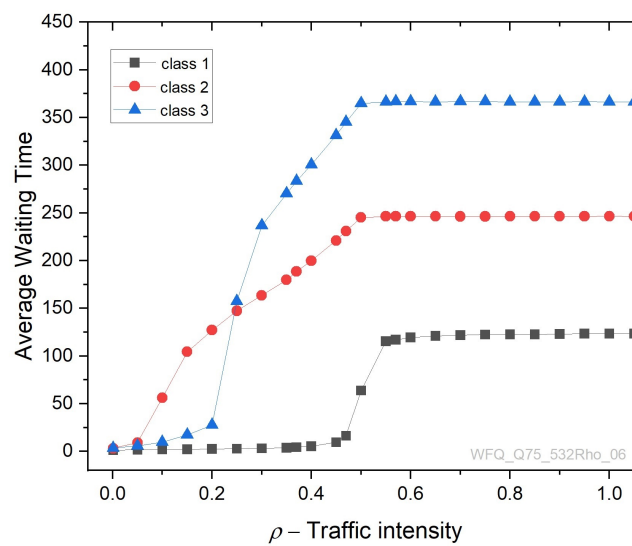 450
400
350
300
250
200
150
100
50
0
Average Waiting Time
class 1
class 2
class 3
WFQ_Q75_532Rho_06
0.0 0.2 0.4 0.6 0.8 1.0
ρ – Traffic intensity